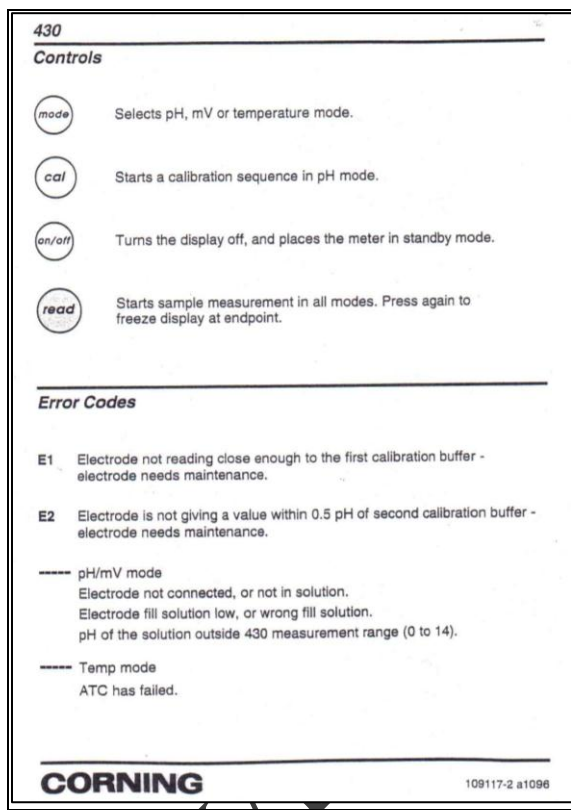 430
Controls
mode
Selects pH, mV or temperature mode.
cal
Starts a calibration sequence in pH mode.
on/off
Turns the display off, and places the meter in standby mode.
read
Starts sample measurement in all modes. Press again to
freeze display at endpoint.
Error Codes
E1 Electrode not reading close enough to the first calibration buffer -
electrode needs maintenance.
E2 Electrode is not giving a value within 0.5 pH of second calibration buffer -
electrode needs maintenance.
----- pH/mV mode
Electrode not connected, or not in solution.
Electrode fill solution low, or wrong fill solution.
pH of the solution outside 430 measurement range (0 to 14).
----- Temp mode
ATC has failed.
CORNING
109117-2 a1096